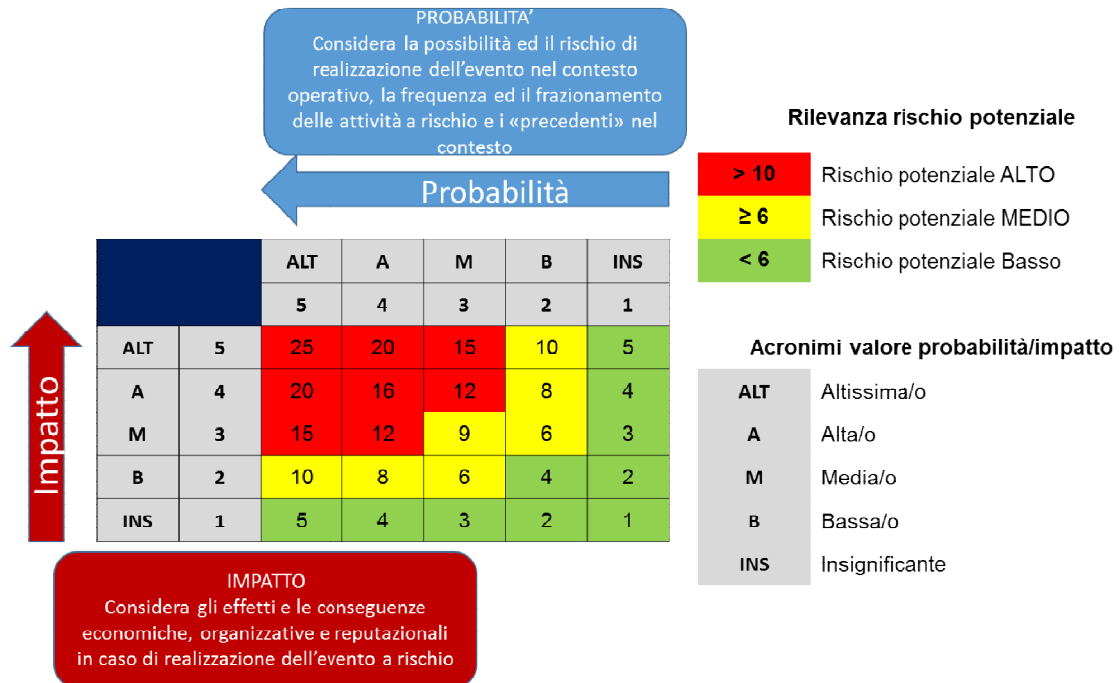 PROBABILITA’
Considera la possibilità ed il rischio di
realizzazione dell’evento nel contesto
operativo, la frequenza ed il frazionamento
delle attività a rischio e i «precedenti» nel
contesto
Probabilità
Rilevanza rischio potenziale
> 10 Rischio potenziale ALTO
≥ 6 Rischio potenziale MEDIO
< 6 Rischio potenziale Basso
ALT A M B INS
5 4 3 2 1
ALT 5 25 20 15 10 5
A 4 20 16 12 8 4
M 3 15 12 9 6 3
B 2 10 8 6 4 2
INS 1 5 4 3 2 1
Impatto
Acronimi valore probabilità/impatto
ALT Altissima/o
A Alta/o
M Media/o
B Bassa/o
INS Insignificante
IMPATTO
Considera gli effetti e le conseguenze
economiche, organizzative e reputazionali
in caso di realizzazione dell’evento a rischio